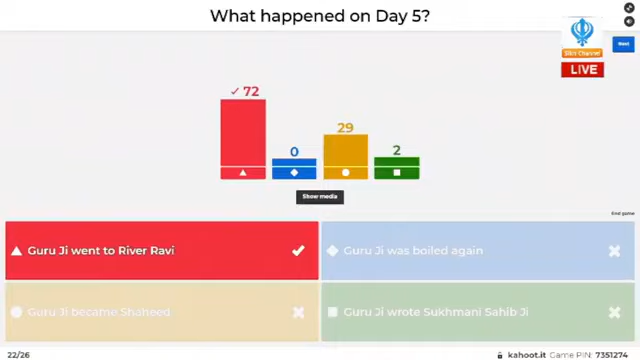 What happened on Day 5?
Next
Sikh Channel
LIVE
✓ 72
0
29
2
Show media
End game
Guru Ji went to River Ravi
Guru Ji was boiled again
Guru Ji became Shaheed
Guru Ji wrote Sukhmani Sahib Ji
22/26
kahoot.it Game PIN: 7351274